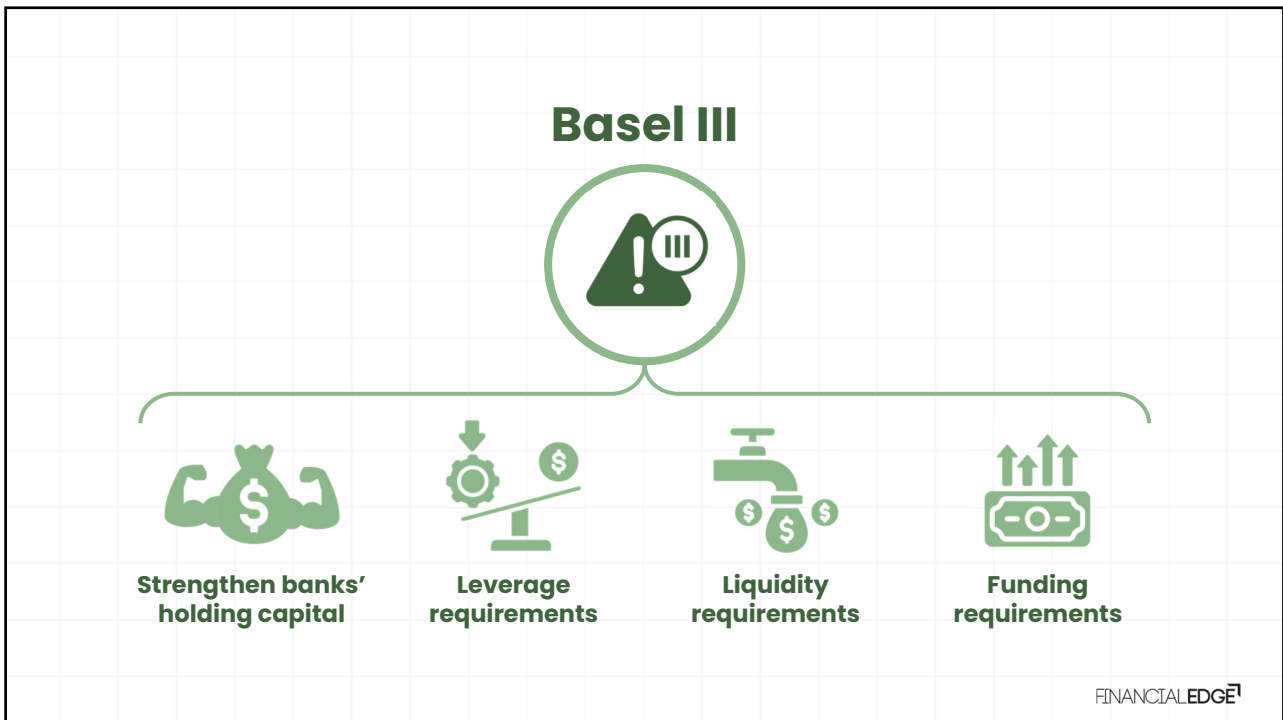 Basel III
III
$
$
$
$
$
Strengthen banks’
holding capital
Leverage
requirements
Liquidity
requirements
Funding
requirements
FINANCIALEDGE